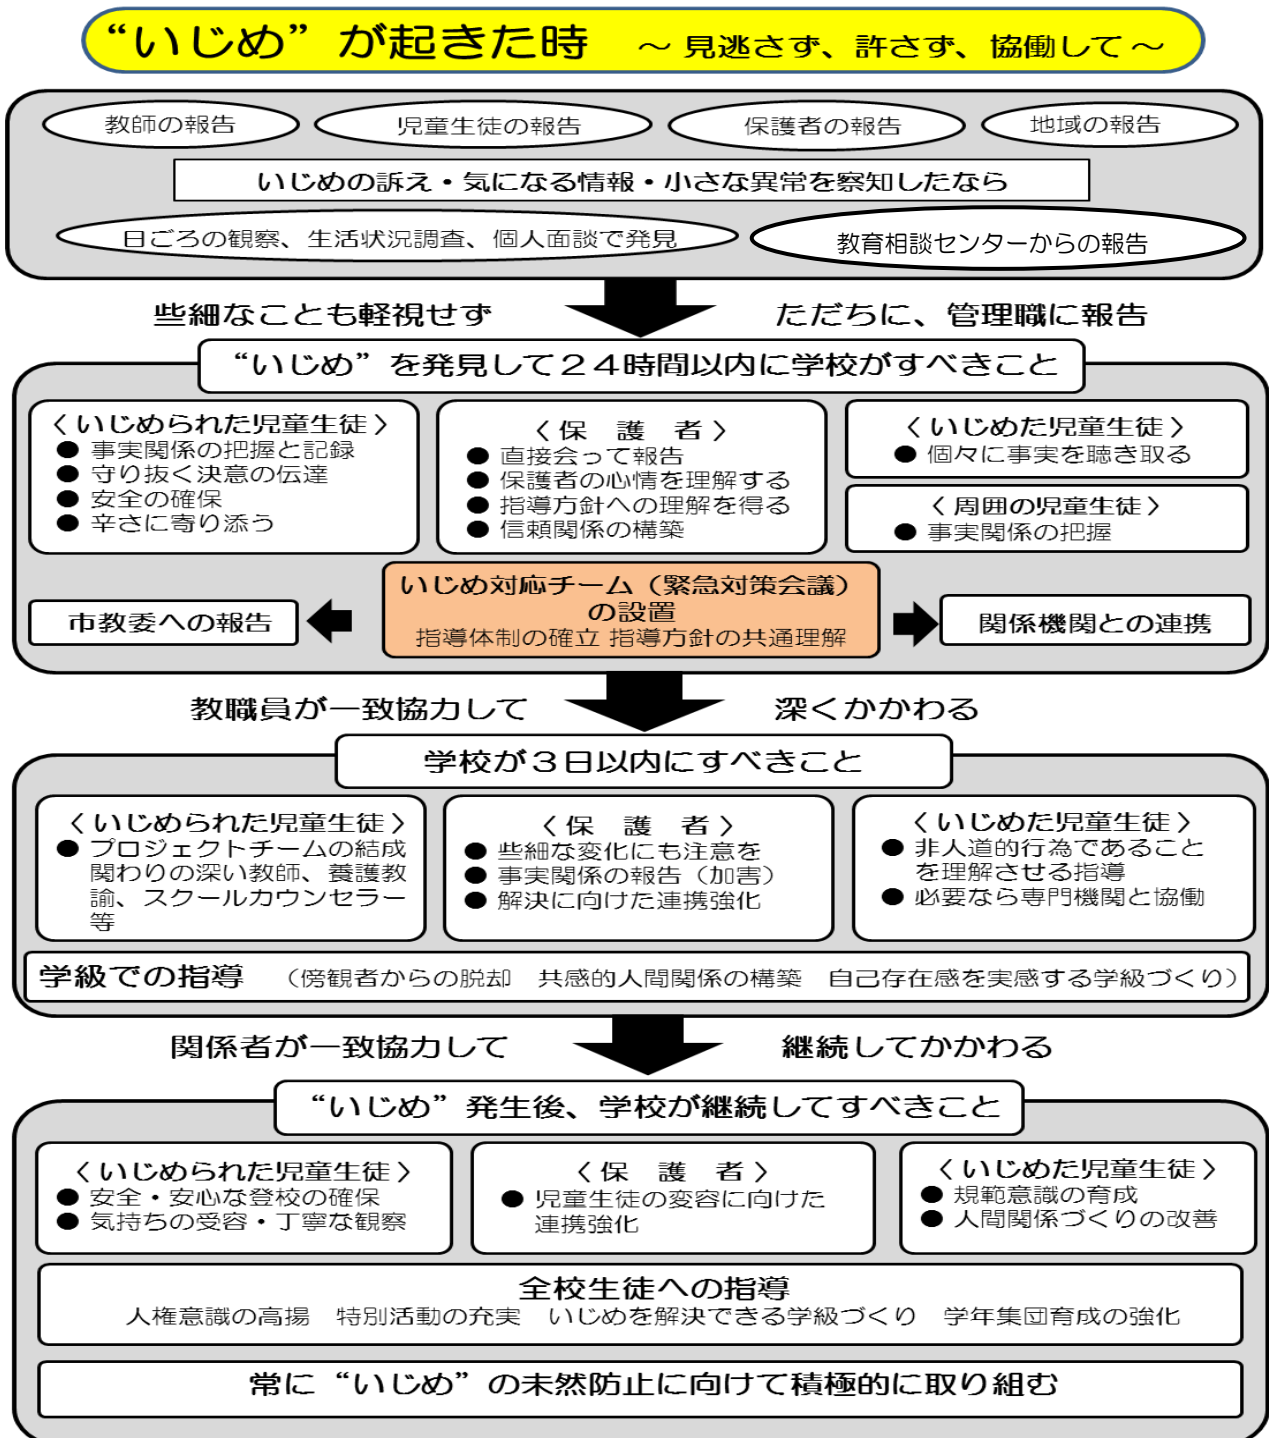 “いじめ”が起きた時 ～見逃さず、許さず、協働して～
教師の報告
児童生徒の報告
保護者の報告
地域の報告
いじめの訴え・気になる情報・小さな異常を察知したなら
日ごろの観察、生活状況調査、個人面談で発見
教育相談センターからの報告
些細なことも軽視せず
ただちに、管理職に報告
“いじめ”を発見して２４時間以内に学校がすべきこと
〈いじめられた児童生徒〉
● 事実関係の把握と記録
● 守り抜く決意の伝達
● 安全の確保
● 辛さに寄り添う
〈保　護　者〉
● 直接会って報告
● 保護者の心情を理解する
● 指導方針への理解を得る
● 信頼関係の構築
〈いじめた児童生徒〉
● 個々に事実を聴き取る
〈周囲の児童生徒〉
● 事実関係の把握
いじめ対応チーム（緊急対策会議）
の設置
指導体制の確立 指導方針の共通理解
市教委への報告
関係機関との連携
教職員が一致協力して
深くかかわる
学校が３日以内にすべきこと
〈いじめられた児童生徒〉
● プロジェクトチームの結成
関わりの深い教師、養護教
諭、スクールカウンセラー
等
〈保　護　者〉
● 些細な変化にも注意を
● 事実関係の報告（加害）
● 解決に向けた連携強化
〈いじめた児童生徒〉
● 非人道的行為であること
を理解させる指導
● 必要なら専門機関と協働
学級での指導　（傍観者からの脱却　共感的人間関係の構築　自己存在感を実感する学級づくり）
関係者が一致協力して
継続してかかわる
“いじめ”発生後、学校が継続してすべきこと
〈いじめられた児童生徒〉
● 安全・安心な登校の確保
● 気持ちの受容・丁寧な観察
〈保　護　者〉
● 児童生徒の変容に向けた
連携強化
〈いじめた児童生徒〉
● 規範意識の育成
● 人間関係づくりの改善
全校生徒への指導
人権意識の高揚　特別活動の充実　いじめを解決できる学級づくり　学年集団育成の強化
常に“いじめ”の未然防止に向けて積極的に取り組む